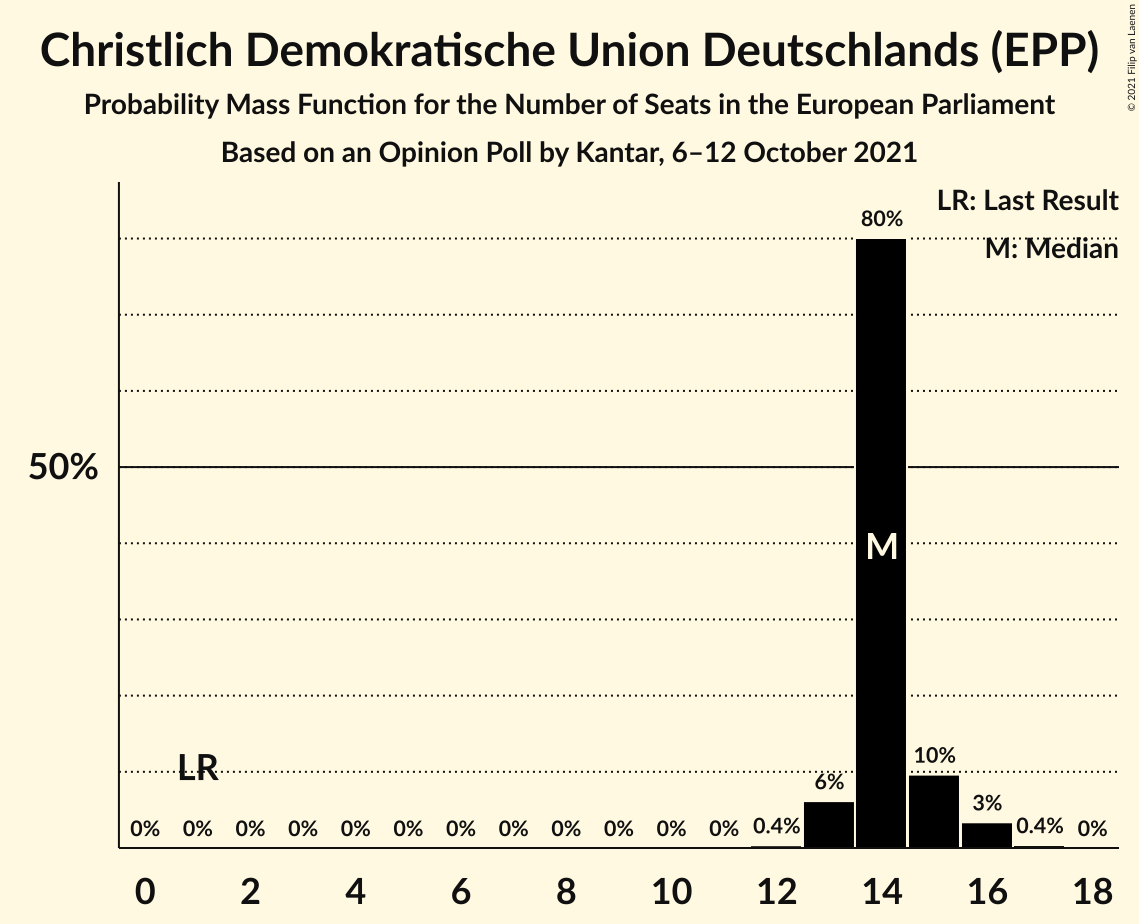 Christlich Demokratische Union Deutschlands (EPP)
Probability Mass Function for the Number of Seats in the European Parliament
Based on an Opinion Poll by Kantar, 6–12 October 2021
© 2021 Filip van Laenen
LR: Last Result
M: Median
80%
50%
M
LR
10%
6%
3%
0% 0% 0% 0% 0% 0% 0% 0% 0% 0% 0% 0% 0.4% 0.4% 0%
0 2 4 6 8 10 12 14 16 18